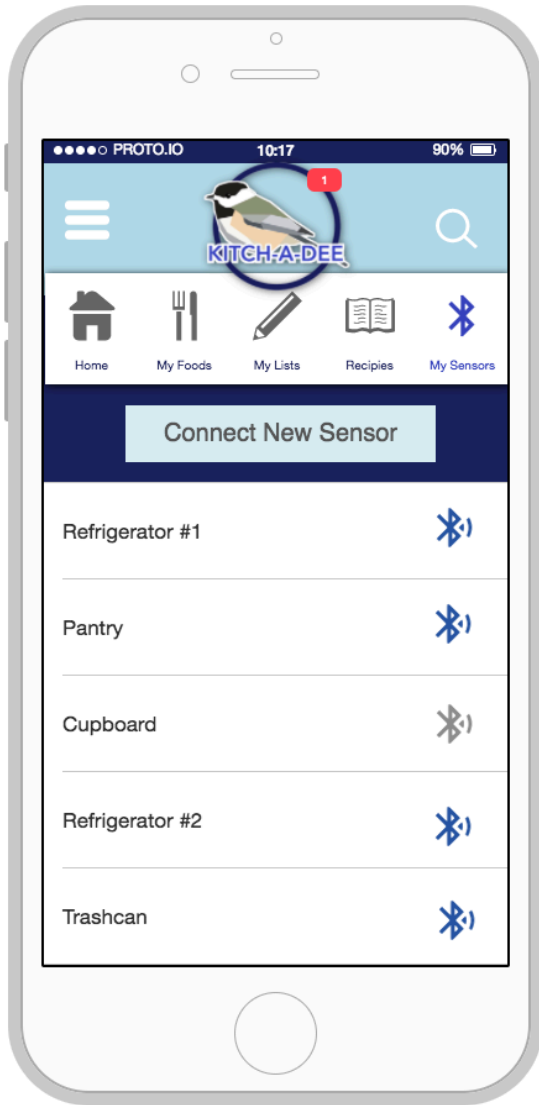 PROTO.IO 10:17 90%
1
KITCH-A-DEE
Home My Foods My Lists Recipies My Sensors
Connect New Sensor
Refrigerator #1
Pantry
Cupboard
Refrigerator #2
Trashcan